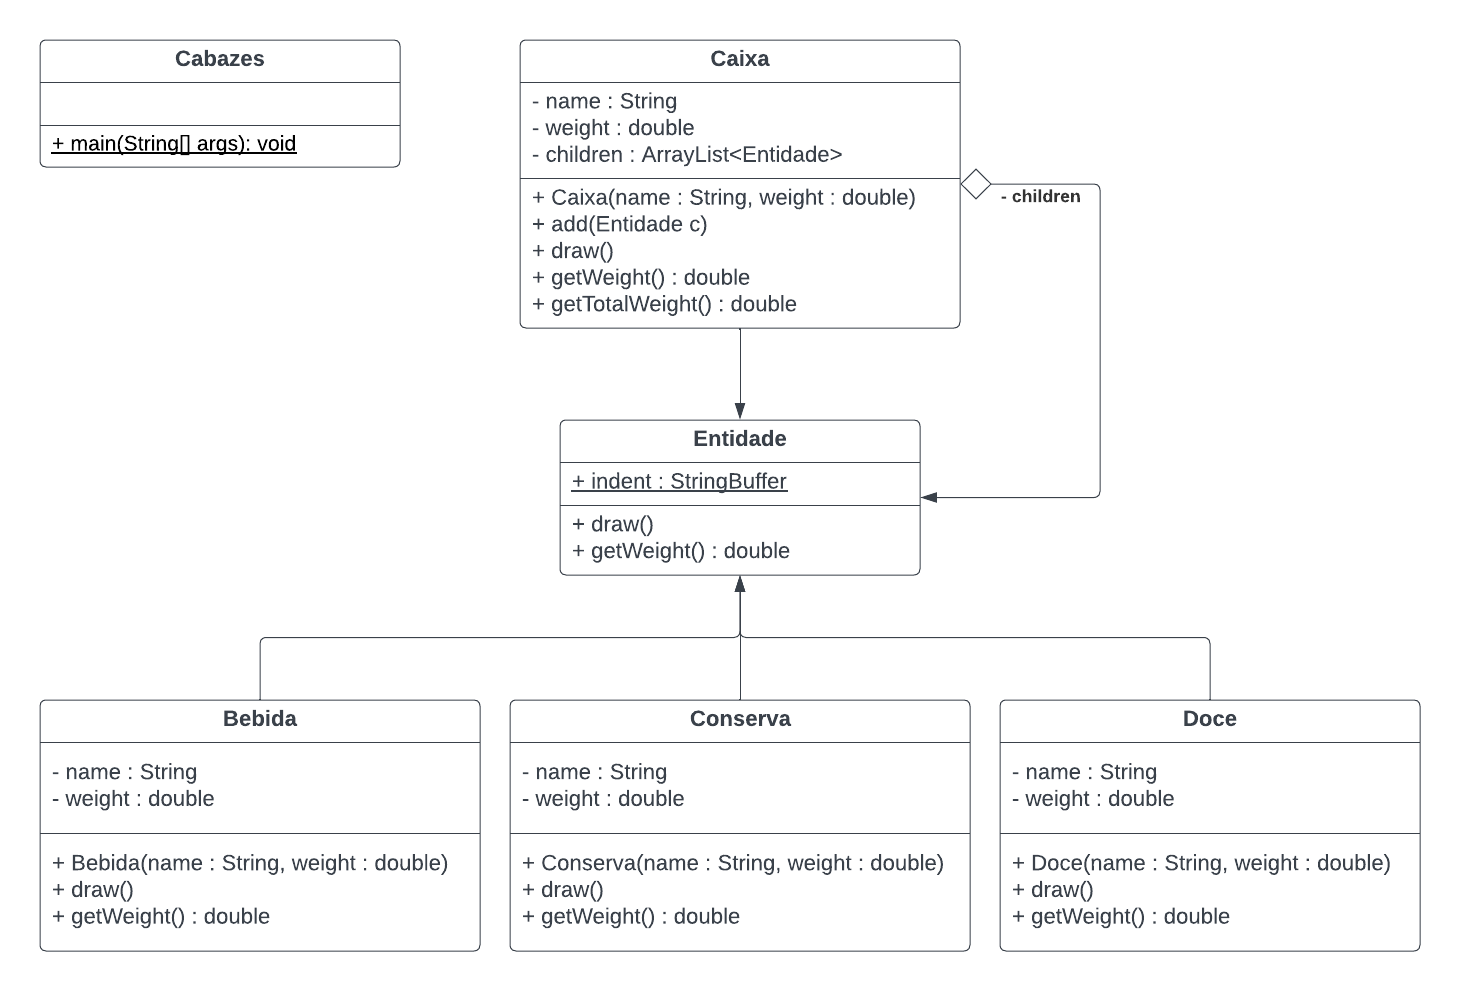 Cabazes
+ main(String[] args): void
Caixa
- name : String
- weight : double
- children : ArrayList<Entidade>
+ Caixa(name : String, weight : double)
+ add(Entidade c)
+ draw()
+ getWeight() : double
+ getTotalWeight() : double
- children
Entidade
+ indent : StringBuffer
+ draw()
+ getWeight() : double
Bebida
- name : String
- weight : double
+ Bebida(name : String, weight : double)
+ draw()
+ getWeight() : double
Conserva
- name : String
- weight : double
+ Conserva(name : String, weight : double)
+ draw()
+ getWeight() : double
Doce
- name : String
- weight : double
+ Doce(name : String, weight : double)
+ draw()
+ getWeight() : double